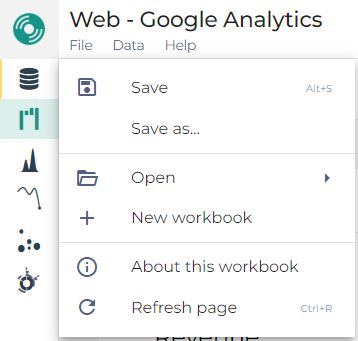 Web - Google Analytics
File Data Help
Save Alt+S
Save as...
Open
New workbook
About this workbook
Refresh page Ctrl+R
Revenue